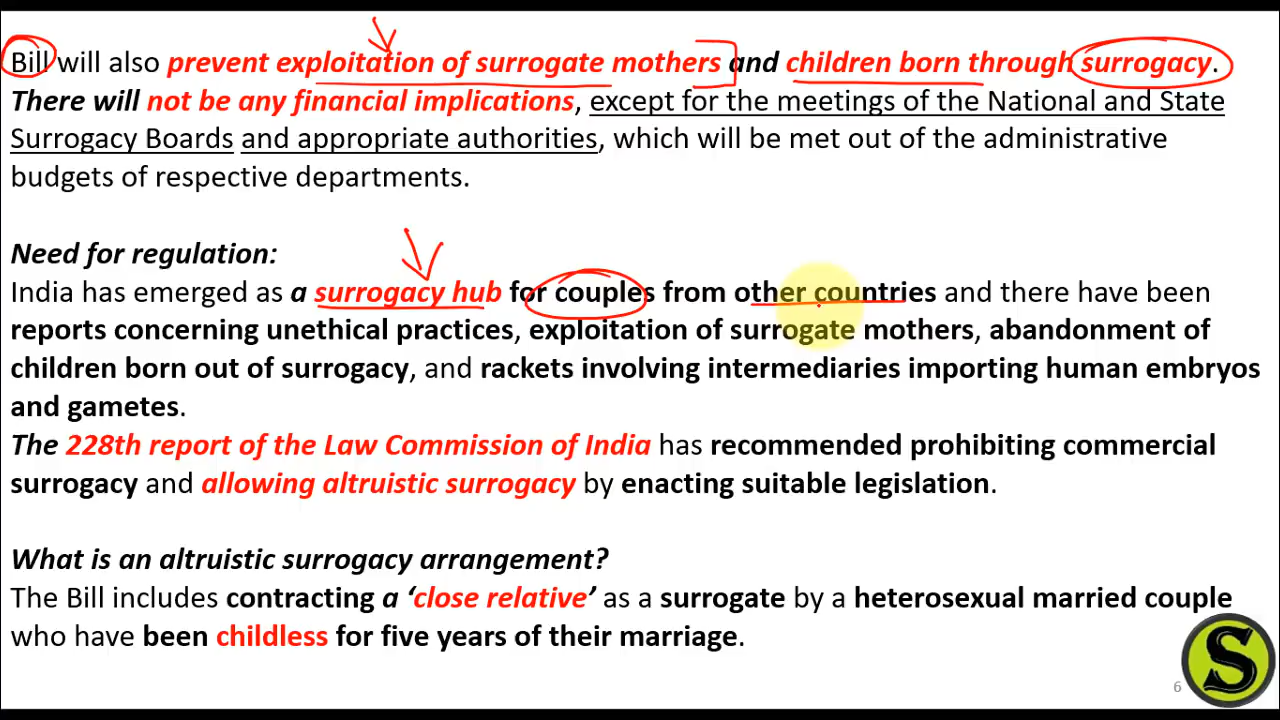 Bill will also prevent exploitation of surrogate mothers and children born through surrogacy.
There will not be any financial implications, except for the meetings of the National and State
Surrogacy Boards and appropriate authorities, which will be met out of the administrative
budgets of respective departments.
Need for regulation:
India has emerged as a surrogacy hub for couples from other countries and there have been
reports concerning unethical practices, exploitation of surrogate mothers, abandonment of
children born out of surrogacy, and rackets involving intermediaries importing human embryos
and gametes.
The 228th report of the Law Commission of India has recommended prohibiting commercial
surrogacy and allowing altruistic surrogacy by enacting suitable legislation.
What is an altruistic surrogacy arrangement?
The Bill includes contracting a ‘close relative’ as a surrogate by a heterosexual married couple
who have been childless for five years of their marriage.
S
6